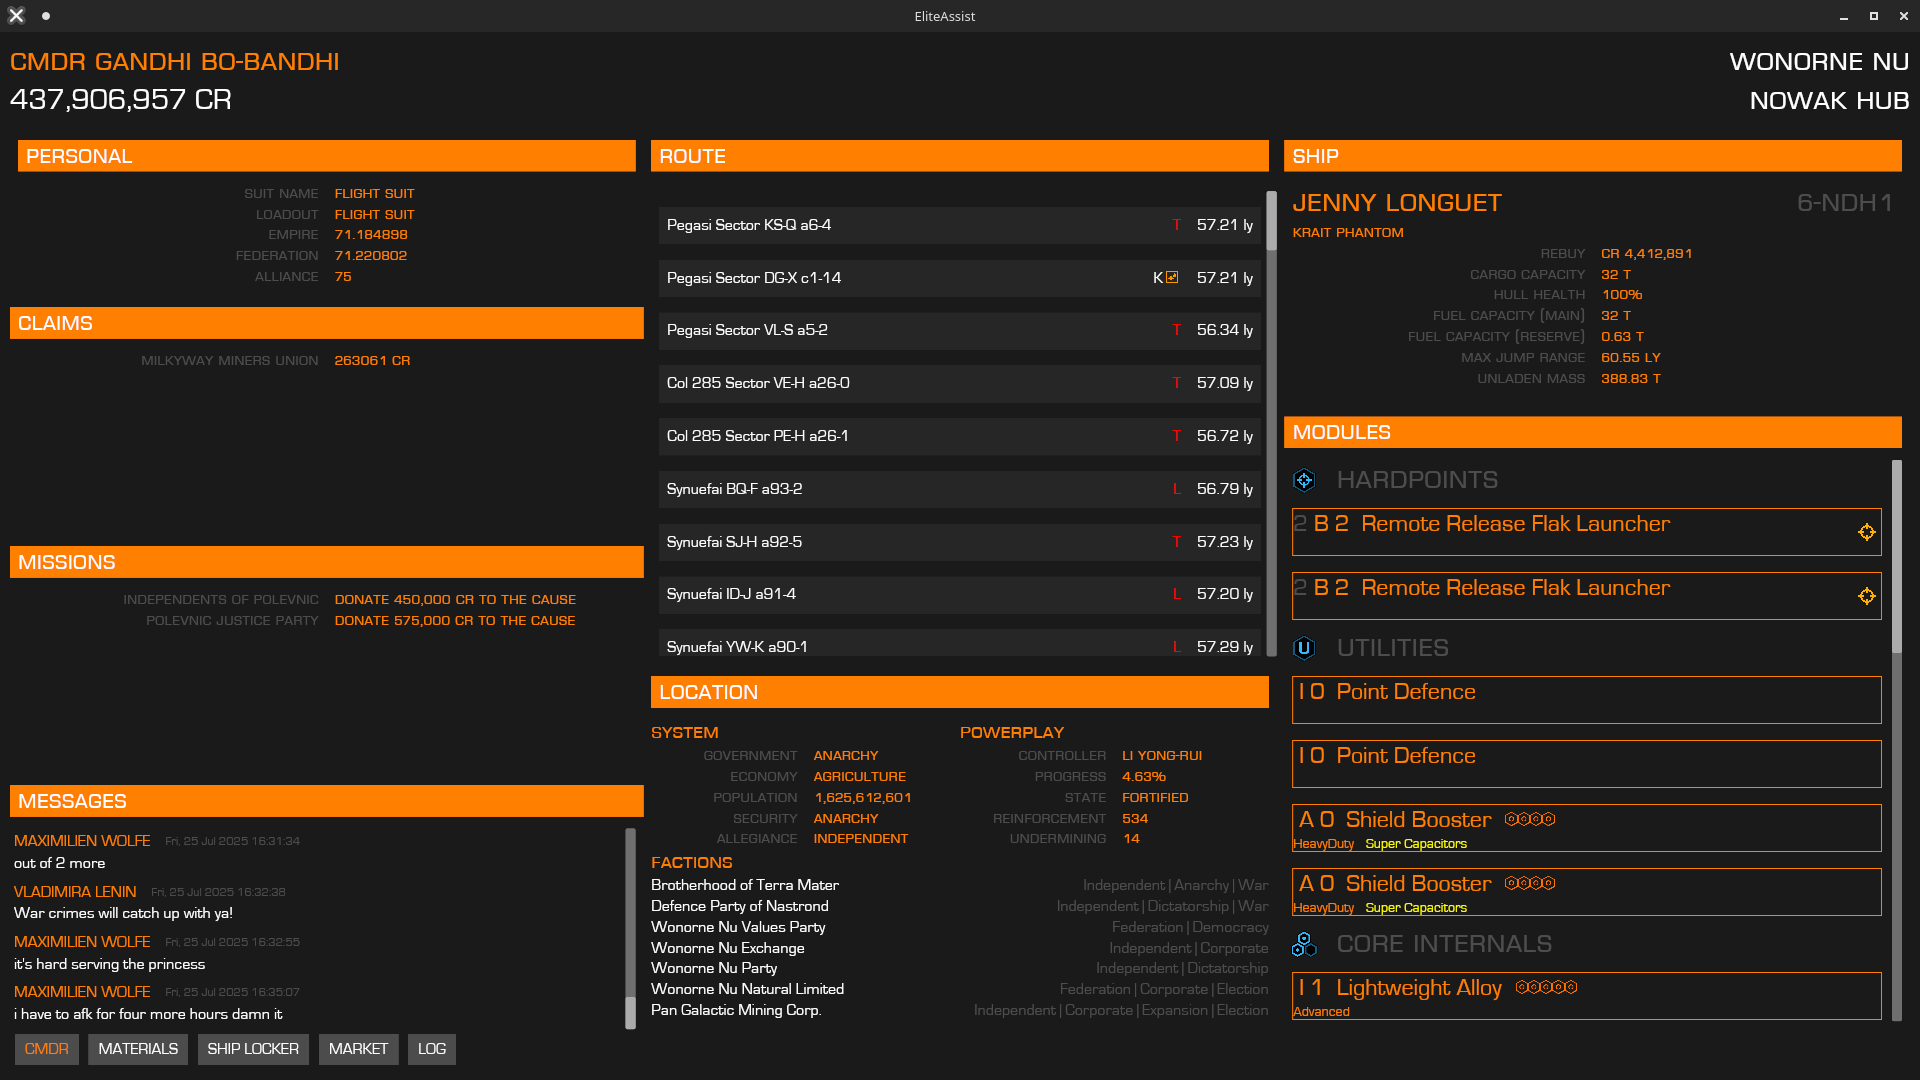 EliteAssist
CMDR GANDHI BO-BANDHI
437,906,957 CR
WONORNE NU
NOWAK HUB
PERSONAL
SUIT NAME FLIGHT SUIT
LOADOUT FLIGHT SUIT
EMPIRE 71.184898
FEDERATION 71.220802
ALLIANCE 75
CLAIMS
MILKYWAY MINERS UNION 263061 CR
MISSIONS
INDEPENDENTS OF POLEVNIC DONATE 450,000 CR TO THE CAUSE
POLEVNIC JUSTICE PARTY DONATE 575,000 CR TO THE CAUSE
MESSAGES
MAXIMILIEN WOLFE Fri, 25 Jul 2025 16:31:34
out of 2 more
VLADIMIRA LENIN Fri, 25 Jul 2025 16:32:38
War crimes will catch up with ya!
MAXIMILIEN WOLFE Fri, 25 Jul 2025 16:32:55
it's hard serving the princess
MAXIMILIEN WOLFE Fri, 25 Jul 2025 16:35:07
i have to afk for four more hours damn it
ROUTE
Pegasi Sector KS-Q a6-4 T 57.21 ly
Pegasi Sector DG-X c1-14 K 57.21 ly
Pegasi Sector VL-S a5-2 T 56.34 ly
Col 285 Sector VE-H a26-0 T 57.09 ly
Col 285 Sector PE-H a26-1 T 56.72 ly
Synuefai BQ-F a93-2 L 56.79 ly
Synuefai SJ-H a92-5 T 57.23 ly
Synuefai ID-J a91-4 L 57.20 ly
Synuefai YW-K a90-1 L 57.29 ly
LOCATION
SYSTEM
GOVERNMENT ANARCHY
ECONOMY AGRICULTURE
POPULATION 1,625,612,601
SECURITY ANARCHY
ALLEGIANCE INDEPENDENT
POWERPLAY
CONTROLLER LI YONG-RUI
PROGRESS 4.63%
STATE FORTIFIED
REINFORCEMENT 534
UNDERMINING 14
FACTIONS
Brotherhood of Terra Mater Independent | Anarchy | War
Defence Party of Nastrond Independent | Dictatorship | War
Wonorne Nu Values Party Federation | Democracy
Wonorne Nu Exchange Independent | Corporate
Wonorne Nu Party Independent | Dictatorship
Wonorne Nu Natural Limited Federation | Corporate | Election
Pan Galactic Mining Corp. Independent | Corporate | Expansion | Election
SHIP
JENNY LONGUET 6-NDH1
KRAIT PHANTOM
REBUY CR 4,412,891
CARGO CAPACITY 32 T
HULL HEALTH 100%
FUEL CAPACITY (MAIN) 32 T
FUEL CAPACITY (RESERVE) 0.63 T
MAX JUMP RANGE 60.55 LY
UNLADEN MASS 388.83 T
MODULES
HARDPOINTS
2 B 2 Remote Release Flak Launcher
2 B 2 Remote Release Flak Launcher
U UTILITIES
I 0 Point Defence
I 0 Point Defence
A 0 Shield Booster
HeavyDuty Super Capacitors
A 0 Shield Booster
HeavyDuty Super Capacitors
CORE INTERNALS
I 1 Lightweight Alloy
Advanced
CMDR MATERIALS SHIP LOCKER MARKET LOG